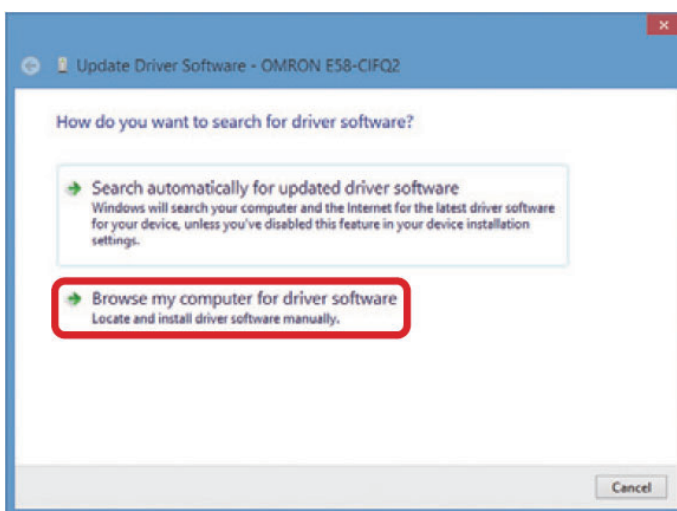 Update Driver Software - OMRON E58-CIFQ2
How do you want to search for driver software?
Search automatically for updated driver software
Windows will search your computer and the Internet for the latest driver software
for your device, unless you've disabled this feature in your device installation
settings.
Browse my computer for driver software
Locate and install driver software manually.
Cancel